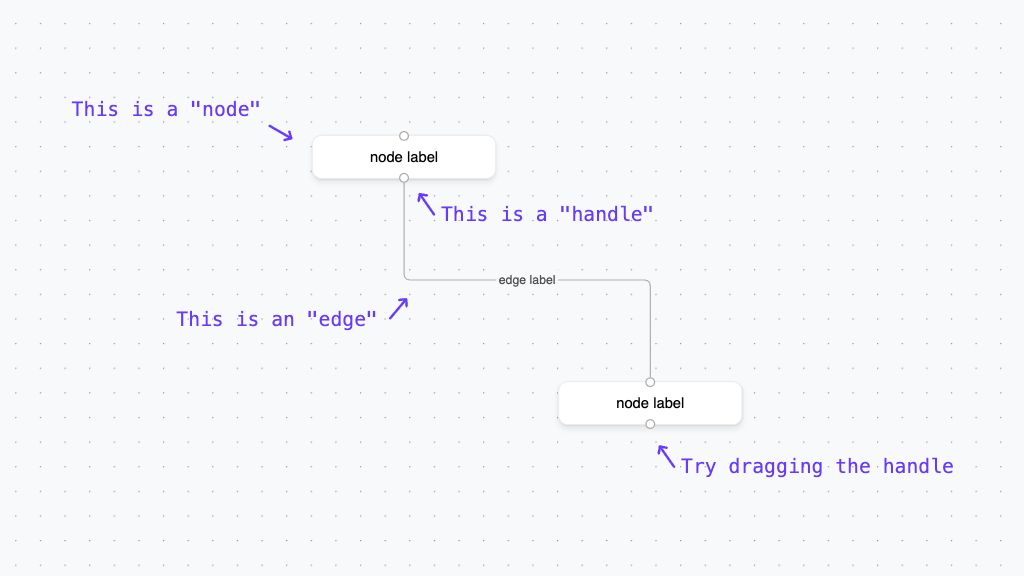 This is a "node"
node label
This is a "handle"
edge label
This is an "edge"
node label
Try dragging the handle